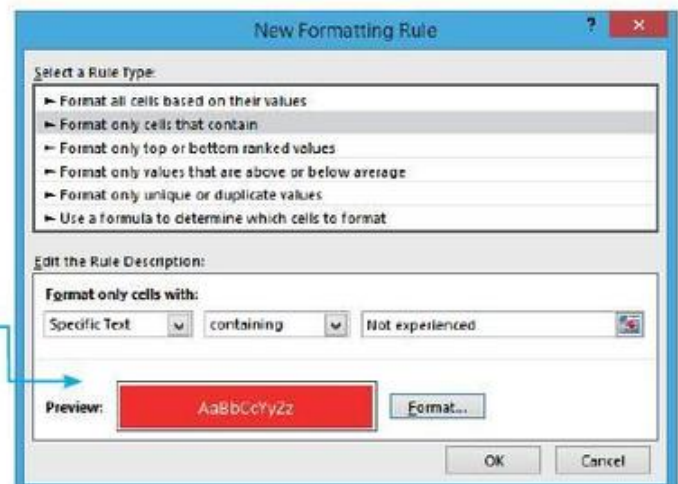 New Formatting Rule ?
Select a Rule Type:
► Format all cells based on their values
► Format only cells that contain
► Format only top or bottom ranked values
► Format only values that are above or below average
► Format only unique or duplicate values
► Use a formula to determine which cells to format
Edit the Rule Description:
Format only cells with:
Specific Text containing Not experienced
Preview: AaBbCcYyZz Format...
OK Cancel